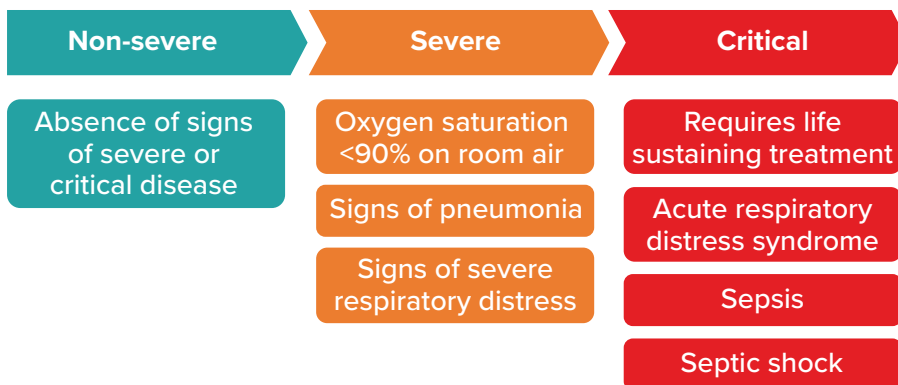 Non-severe
Severe
Critical
Absence of signs
of severe or
critical disease
Oxygen saturation
<90% on room air
Signs of pneumonia
Signs of severe
respiratory distress
Requires life
sustaining treatment
Acute respiratory
distress syndrome
Sepsis
Septic shock